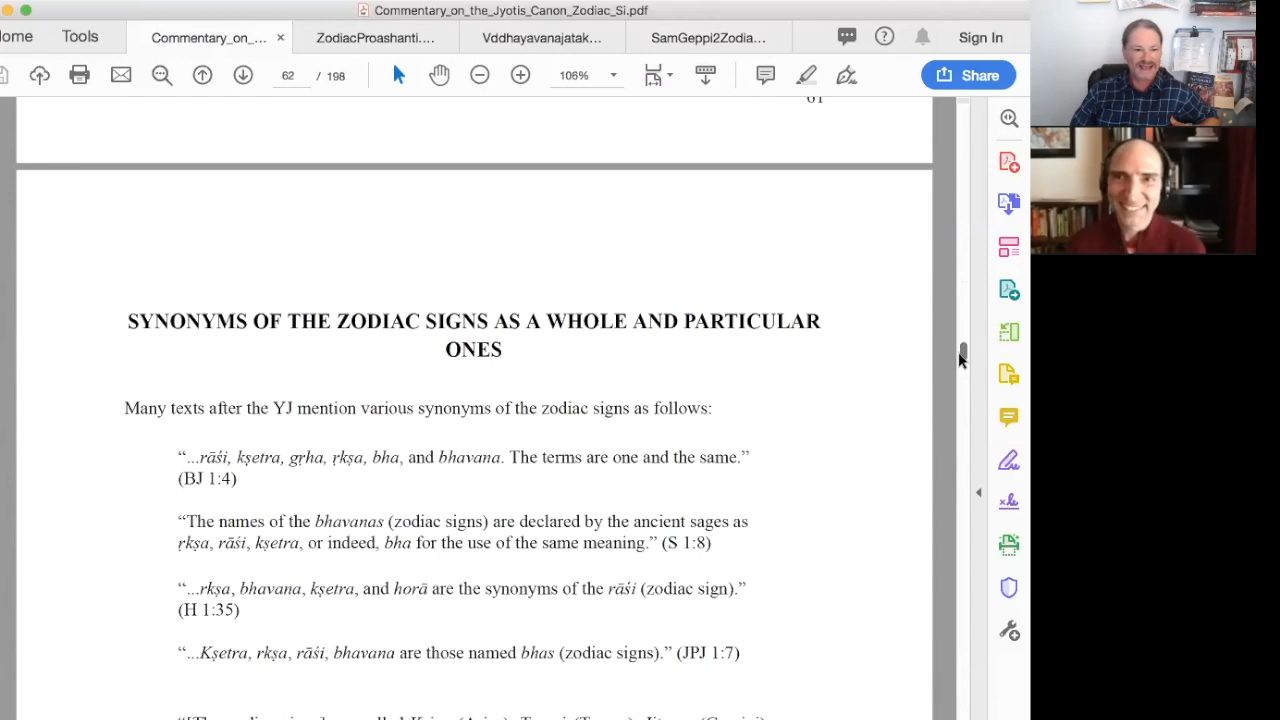 Commentary_on_the_Jyotis_Canon_Zodiac_Si.pdf
ome
Tools
Commentary_on_... ×
ZodiacProashanti....
Vǔdhayavanajatak...
SamGeppi2Zodia...
Sign In
62 / 198
106%
Share
61
SYNONYMS OF THE ZODIAC SIGNS AS A WHOLE AND PARTICULAR
ONES
Many texts after the YJ mention various synonyms of the zodiac signs as follows:
“...rāśi, kṣetra, gṛha, ṛkṣa, bha, and bhavana. The terms are one and the same.”
(BJ 1:4)
“The names of the bhavanas (zodiac signs) are declared by the ancient sages as
ṛkṣa, rāśi, kṣetra, or indeed, bha for the use of the same meaning.” (S 1:8)
“...rkṣa, bhavana, kṣetra, and horā are the synonyms of the rāśi (zodiac sign).”
(H 1:35)
“...Kṣetra, rkṣa, rāśi, bhavana are those named bhas (zodiac signs).” (JPJ 1:7)